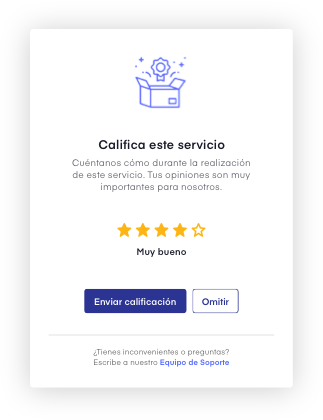 Califica este servicio
Cuéntanos cómo durante la realización
de este servicio. Tus opiniones son muy
importantes para nosotros.
Muy bueno
Enviar calificación
Omitir
¿Tienes inconvenientes o preguntas?
Escribe a nuestro Equipo de Soporte